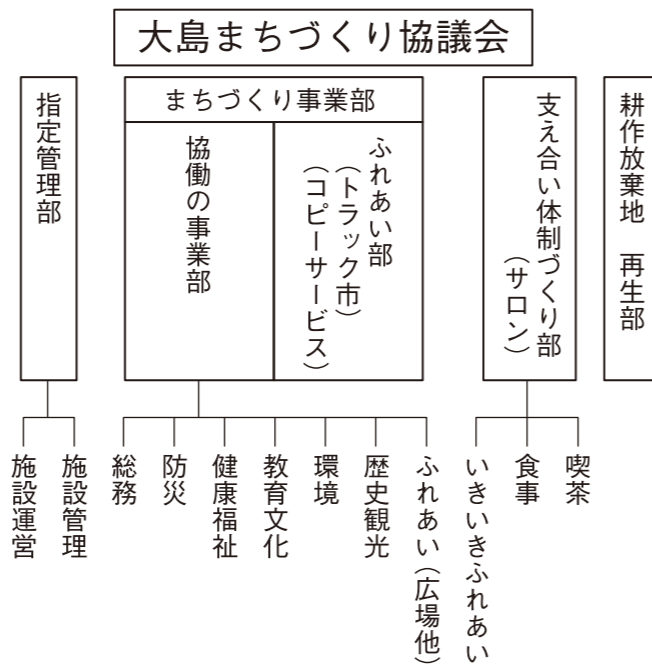 大島まちづくり協議会
指定管理部
まちづくり事業部
協働の事業部
ふれあい部
(トラック市)
(コピーサービス)
支え合い体制づくり部
(サロン)
耕作放棄地 再生部
施設運営
施設管理
総務
防災
健康福祉
教育文化
環境
歴史観光
ふれあい(広場他)
いきいきふれあい
食事
喫茶